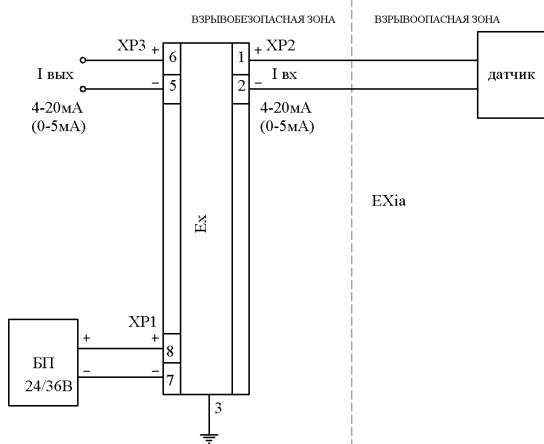 ВЗРЫВОБЕЗОПАСНАЯ ЗОНА
ВЗРЫВООПАСНАЯ ЗОНА
XP3
+
6
1
+
XP2
I вых
I вх
датчик
−
5
2
−
4-20мА
(0-5мА)
4-20мА
(0-5мА)
EXia
Ex
XP1
+
+
8
БП
24/36В
−
−
7
3